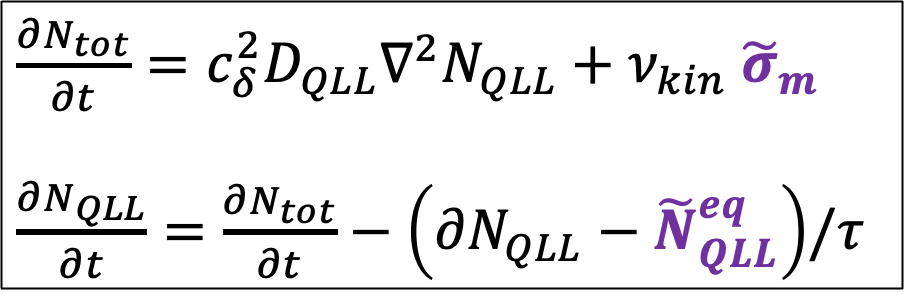 ∂N_tot/∂t = c_δ^2 D_QLL ∇^2 N_QLL + ν_kin σ̃_m
∂N_QLL/∂t = ∂N_tot/∂t − (∂N_QLL − Ñ_QLL^eq)/τ